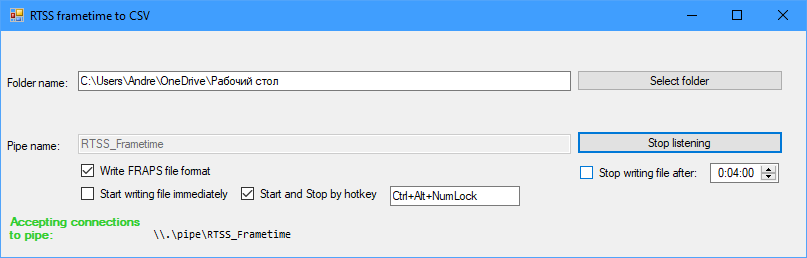 RTSS frametime to CSV
Folder name: C:\Users\Andre\OneDrive\Рабочий стол Select folder
Pipe name: RTSS_Frametime Stop listening
Write FRAPS file format Stop writing file after: 0:04:00
Start writing file immediately Start and Stop by hotkey Ctrl+Alt+NumLock
Accepting connections
to pipe: \\.\pipe\RTSS_Frametime